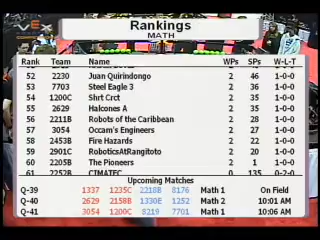 Rankings
MATH
Rank Team Name WPs SPs W-L-T
52 2230 Juan Quirindongo 2 46 1-0-0
53 7703 Steel Eagle 3 2 36 1-0-0
54 1200C Shrt Crct 2 35 1-0-0
55 2629 Halcones A 2 35 1-0-0
56 2211B Robots of the Caribbean 2 28 1-0-0
57 3054 Occam's Engineers 2 27 1-0-0
58 2453B Fire Hazards 2 22 1-0-0
59 2901C RoboticsAtRangitoto 2 20 1-0-0
60 2205B The Pioneers 2 1 1-0-0
61 2252B CIMATEC 0 135 0-2-0
Upcoming Matches
Q-39 1337 1235C 2218B 8176 Math 1 On Field
Q-40 2629 2158B 1330E 1252 Math 2 10:01 AM
Q-41 3054 1200C 8219 7701 Math 1 10:06 AM